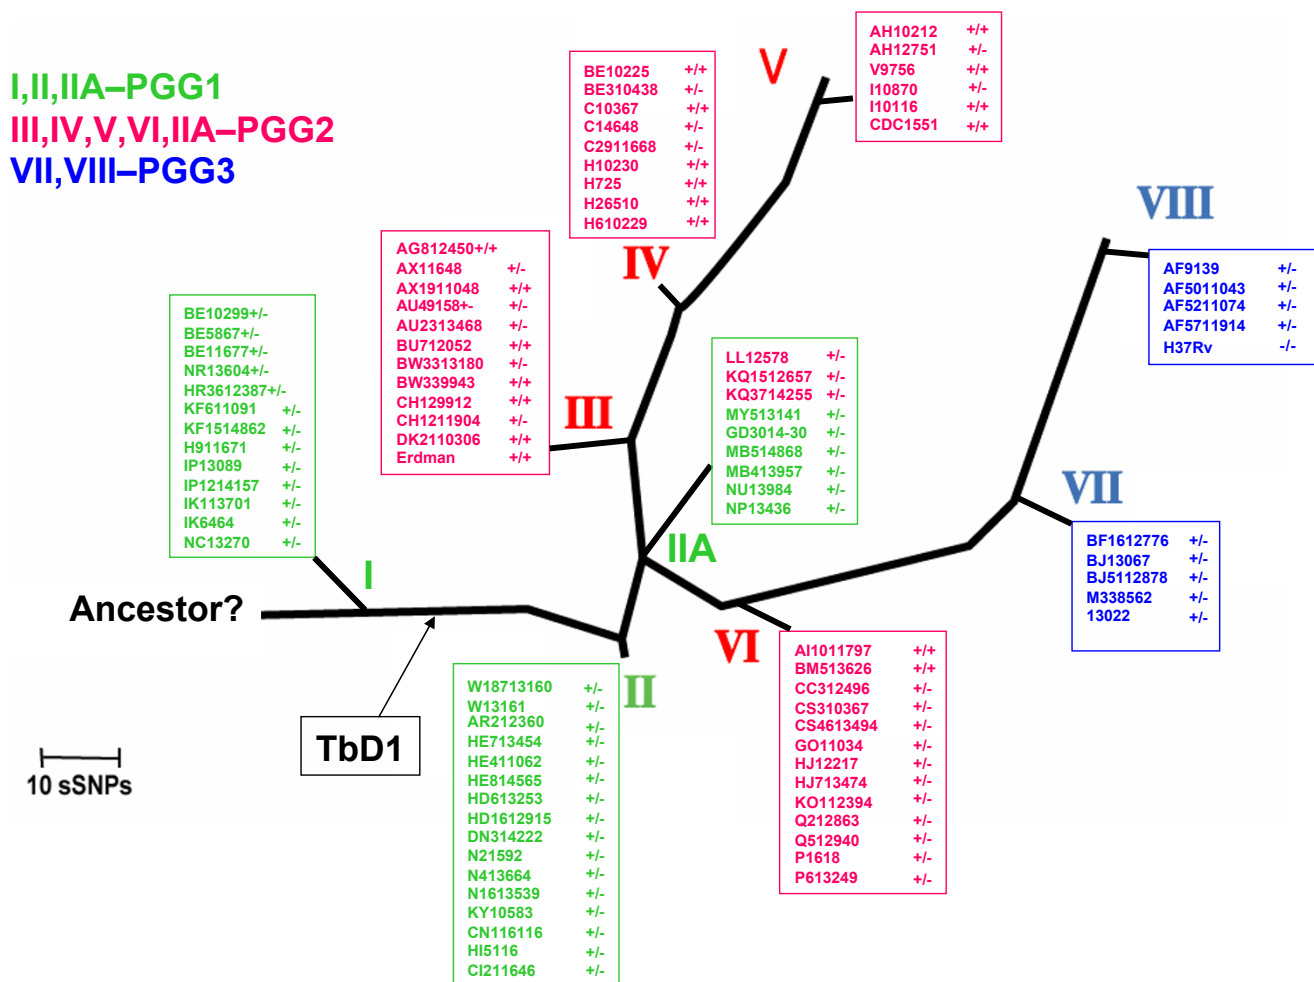 I,II,IIA–PGG1
III,IV,V,VI,IIA–PGG2
VII,VIII–PGG3
V
AH10212 +/+
AH12751 +/-
V9756 +/+
I10870 +/-
I10116 +/+
CDC1551 +/+
BE10225 +/+
BE310438 +/-
C10367 +/+
C14648 +/-
C2911668 +/-
H10230 +/+
H725 +/+
H26510 +/+
H610229 +/+
IV
VIII
AF9139 +/-
AF5011043 +/-
AF5211074 +/-
AF5711914 +/-
H37Rv -/-
AG812450+/+
AX11648 +/-
AX1911048 +/+
AU49158+- +/-
AU2313468 +/-
BU712052 +/+
BW3313180 +/-
BW339943 +/+
CH129912 +/+
CH1211904 +/-
DK2110306 +/+
Erdman +/+
III
BE10299+/-
BE5867+/-
BE11677+/-
NR13604+/-
HR3612387+/-
KF611091 +/-
KF1514862 +/-
H911671 +/-
IP13089 +/-
IP1214157 +/-
IK113701 +/-
IK6464 +/-
NC13270 +/-
I
LL12578 +/-
KQ1512657 +/-
KQ3714255 +/-
MY513141 +/-
GD3014-30 +/-
MB514868 +/-
MB413957 +/-
NU13984 +/-
NP13436 +/-
IIA
VII
BF1612776 +/-
BJ13067 +/-
BJ5112878 +/-
M338562 +/-
13022 +/-
Ancestor?
VI
AI1011797 +/+
BM513626 +/+
CC312496 +/-
CS310367 +/-
CS4613494 +/-
GO11034 +/-
HJ12217 +/-
HJ713474 +/-
KO112394 +/-
Q212863 +/-
Q512940 +/-
P1618 +/-
P613249 +/-
II
W18713160 +/-
W13161 +/-
AR212360 +/-
HE713454 +/-
HE411062 +/-
HE814565 +/-
HD613253 +/-
HD1612915 +/-
DN314222 +/-
N21592 +/-
N413664 +/-
N1613539 +/-
KY10583 +/-
CN116116 +/-
HI5116 +/-
CI211646 +/-
TbD1
10 sSNPs